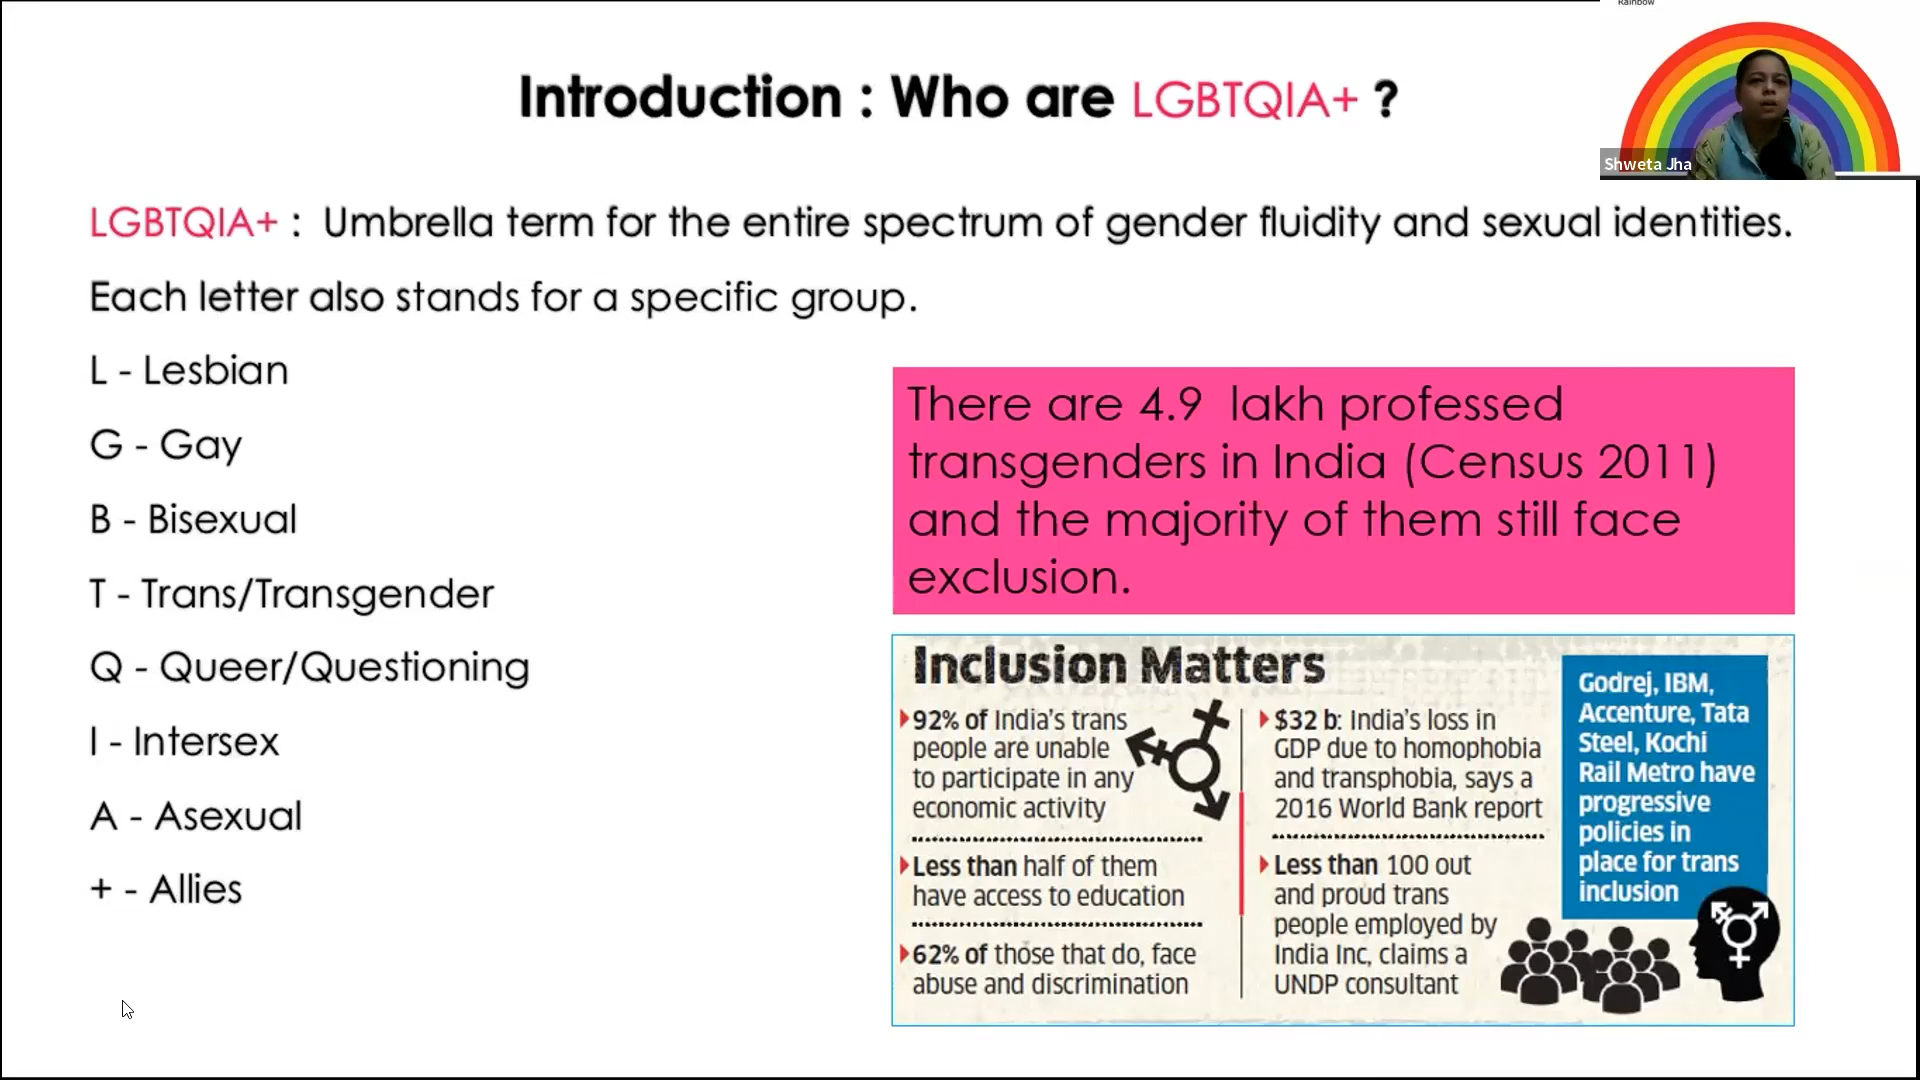 Rainbow
Introduction : Who are LGBTQIA+ ?
Shweta Jha
LGBTQIA+ : Umbrella term for the entire spectrum of gender fluidity and sexual identities.
Each letter also stands for a specific group.
L - Lesbian
G - Gay
B - Bisexual
T - Trans/Transgender
Q - Queer/Questioning
I - Intersex
A - Asexual
+ - Allies
There are 4.9 lakh professed
transgenders in India (Census 2011)
and the majority of them still face
exclusion.
Inclusion Matters
92% of India's trans
people are unable
to participate in any
economic activity
Less than half of them
have access to education
62% of those that do, face
abuse and discrimination
$32 b: India's loss in
GDP due to homophobia
and transphobia, says a
2016 World Bank report
Less than 100 out
and proud trans
people employed by
India Inc, claims a
UNDP consultant
Godrej, IBM,
Accenture, Tata
Steel, Kochi
Rail Metro have
progressive
policies in
place for trans
inclusion